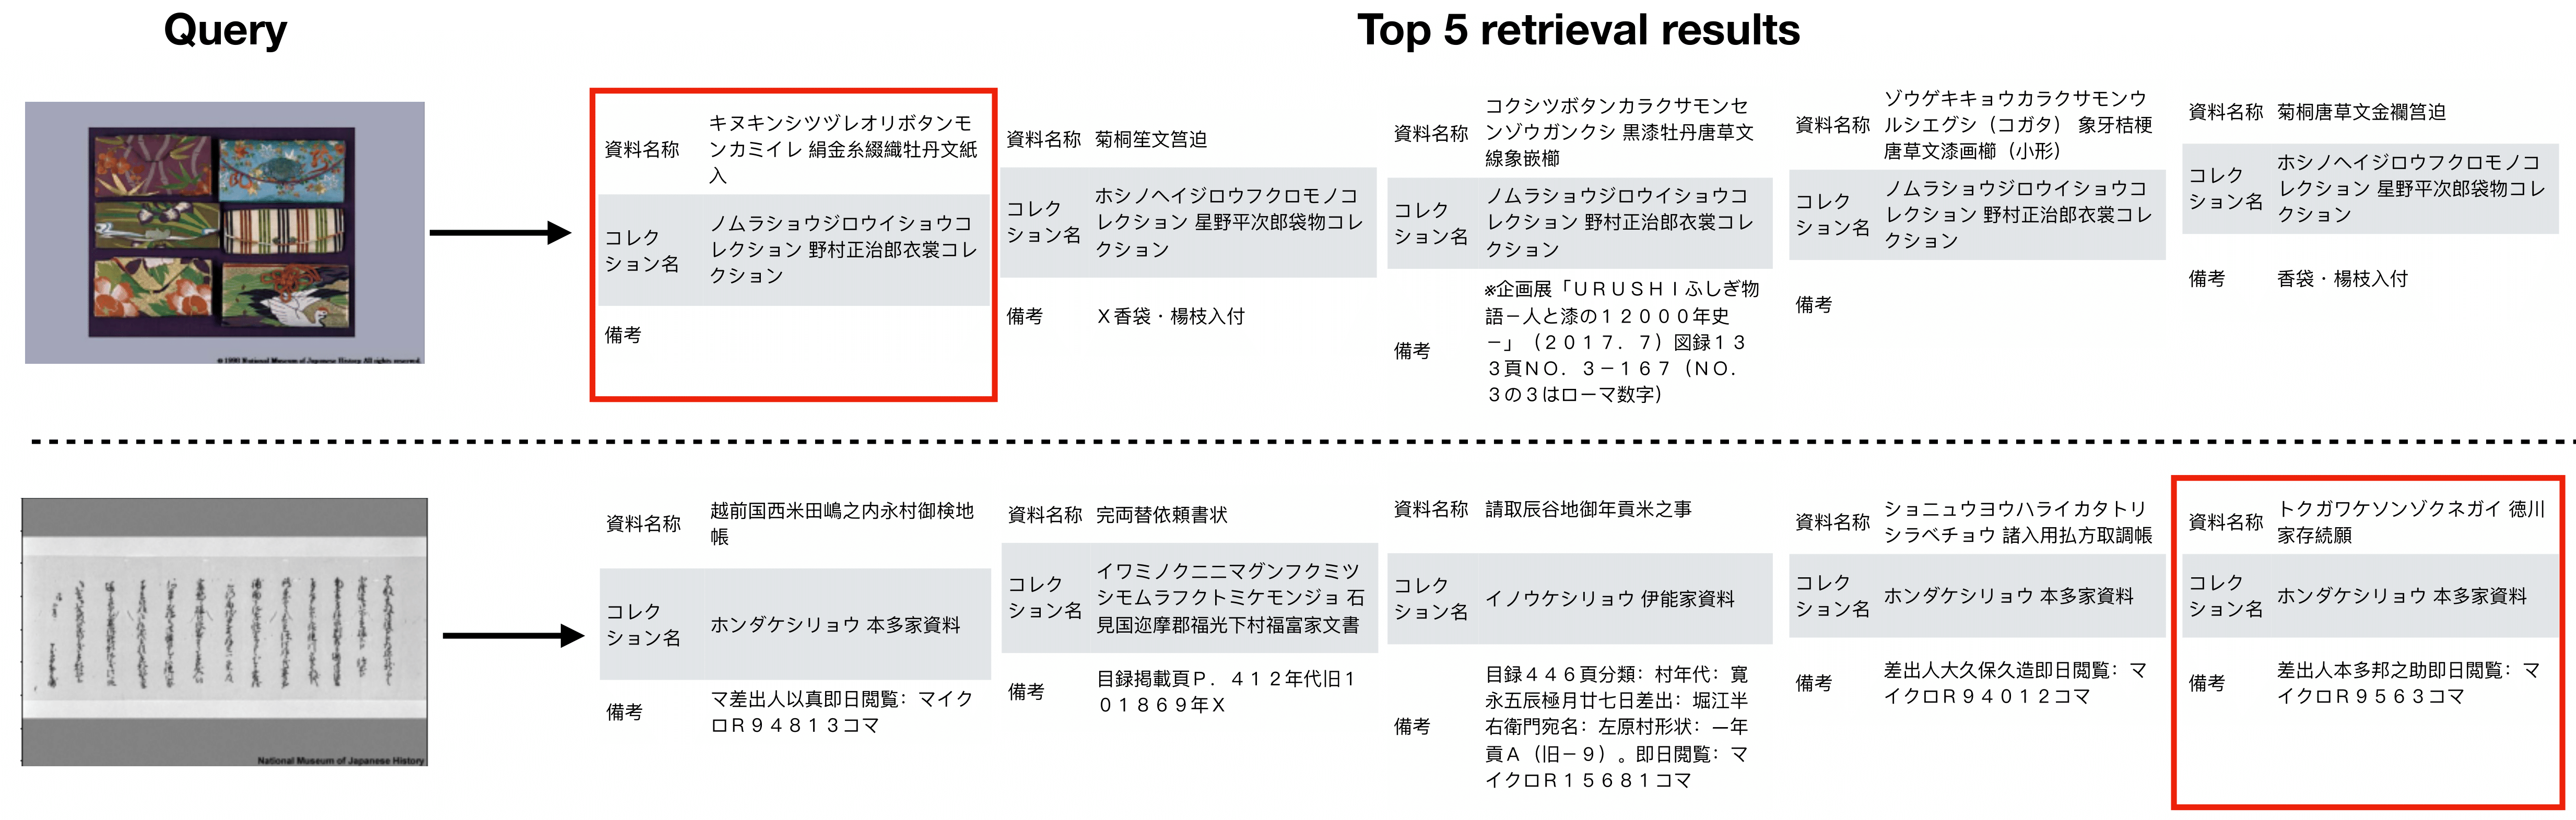 Query
Top 5 retrieval results
© 1990 National Museum of Japanese History All rights reserved.
資料名称
キヌキンシツヅレオリボタンモ
ンカミイレ 絹金糸綴織牡丹文紙
入
コレク
ション名
ノムラショウジロウイショウコ
レクション 野村正治郎衣裳コレ
クション
備考
資料名称
菊桐笙文筥迫
コレク
ション名
ホシノヘイジロウフクロモノコ
レクション 星野平次郎袋物コレ
クション
備考
X香袋・楊枝入付
資料名称
コクシツボタンカラクサモンセ
ンゾウガンクシ 黒漆牡丹唐草文
線象嵌櫛
コレク
ション名
ノムラショウジロウイショウコ
レクション 野村正治郎衣裳コレ
クション
備考
※企画展「ＵＲＵＳＨＩふしぎ物
語－人と漆の１２０００年史
－」（２０１７．７）図録１３
３頁ＮＯ．３－１６７（ＮＯ．
３の３はローマ数字）
資料名称
ゾウゲキキョウカラクサモンウ
ルシエグシ（コガタ） 象牙桔梗
唐草文漆画櫛（小形）
コレク
ション名
ノムラショウジロウイショウコ
レクション 野村正治郎衣裳コレ
クション
備考
資料名称
菊桐唐草文金襴筥迫
コレク
ション名
ホシノヘイジロウフクロモノコ
レクション 星野平次郎袋物コレ
クション
備考
香袋・楊枝入付
National Museum of Japanese History
資料名称
越前国西米田嶋之内永村御検地
帳
コレク
ション名
ホンダケシリョウ 本多家資料
備考
マ差出人以真即日閲覧：マイク
ロＲ９４８１３コマ
資料名称
完両替依頼書状
コレク
ション名
イワミノクニニマグンフクミツ
シモムラフクトミケモンジョ 石
見国迩摩郡福光下村福富家文書
備考
目録掲載頁Ｐ．４１２年代旧１
０１８６９年Ｘ
資料名称
請取辰谷地御年貢米之事
コレク
ション名
イノウケシリョウ 伊能家資料
備考
目録４４６頁分類：村年代：寛
永五辰極月廿七日差出：堀江半
右衛門宛名：左原村形状：一年
貢Ａ（旧－９）。即日閲覧：マ
イクロＲ１５６８１コマ
資料名称
ショニュウヨウハライカタトリ
シラベチョウ 諸入用払方取調帳
コレク
ション名
ホンダケシリョウ 本多家資料
備考
差出人大久保久造即日閲覧：マ
イクロＲ９４０１２コマ
資料名称
トクガワケソンゾクネガイ 徳川
家存続願
コレク
ション名
ホンダケシリョウ 本多家資料
備考
差出人本多邦之助即日閲覧：マ
イクロＲ９５６３コマ